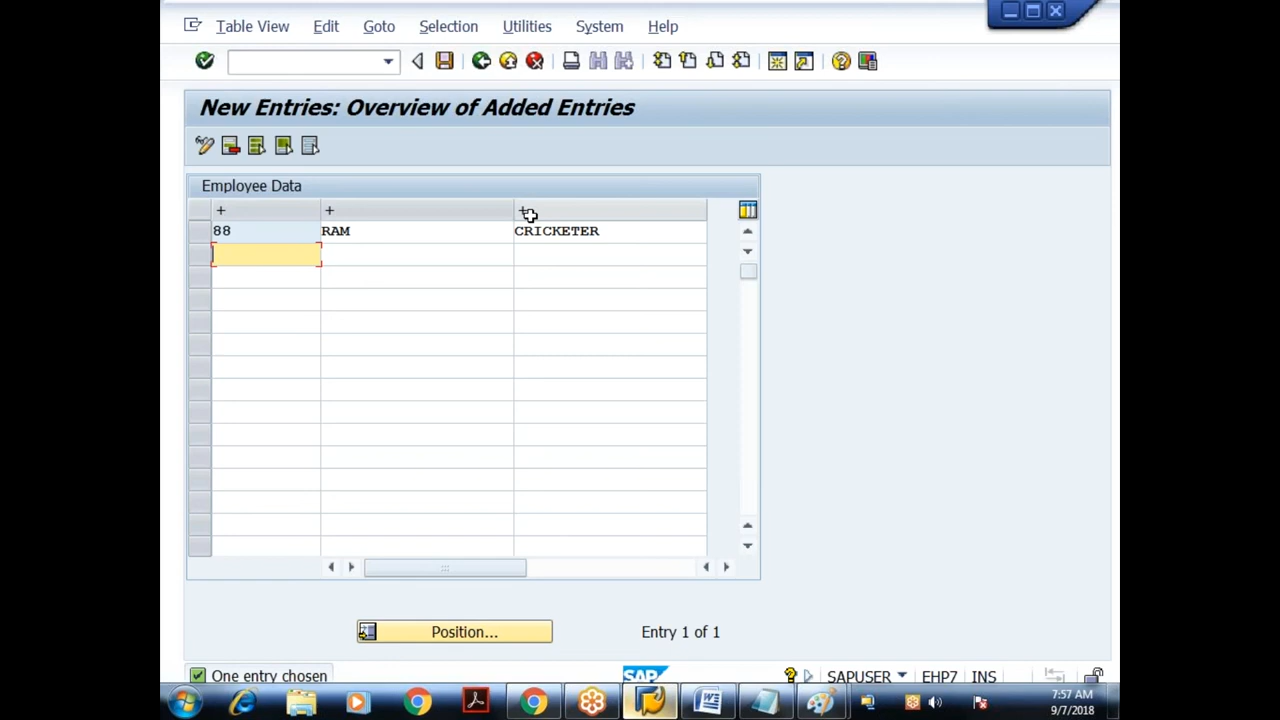 Table View Edit Goto Selection Utilities System Help
New Entries: Overview of Added Entries
Employee Data
+ + +
88 RAM CRICKETER
Position... Entry 1 of 1
One entry chosen SAP SAPUSER EHP7 INS
7:57 AM
9/7/2018